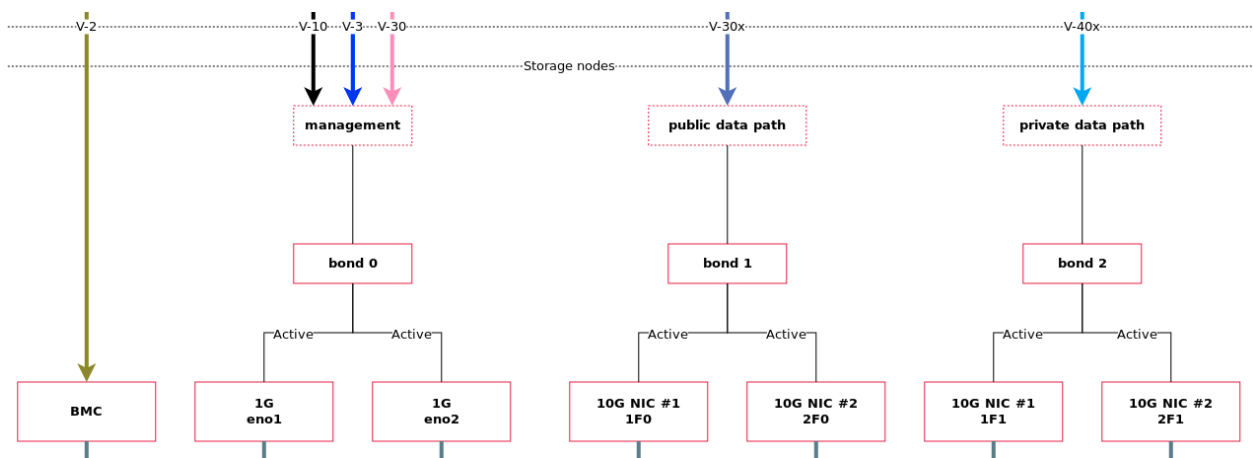 V-2
V-10
V-3
V-30
V-30x
V-40x
Storage nodes
management
public data path
private data path
bond 0
bond 1
bond 2
Active
Active
Active
Active
Active
Active
BMC
1G
eno1
1G
eno2
10G NIC #1
1F0
10G NIC #2
2F0
10G NIC #1
1F1
10G NIC #2
2F1